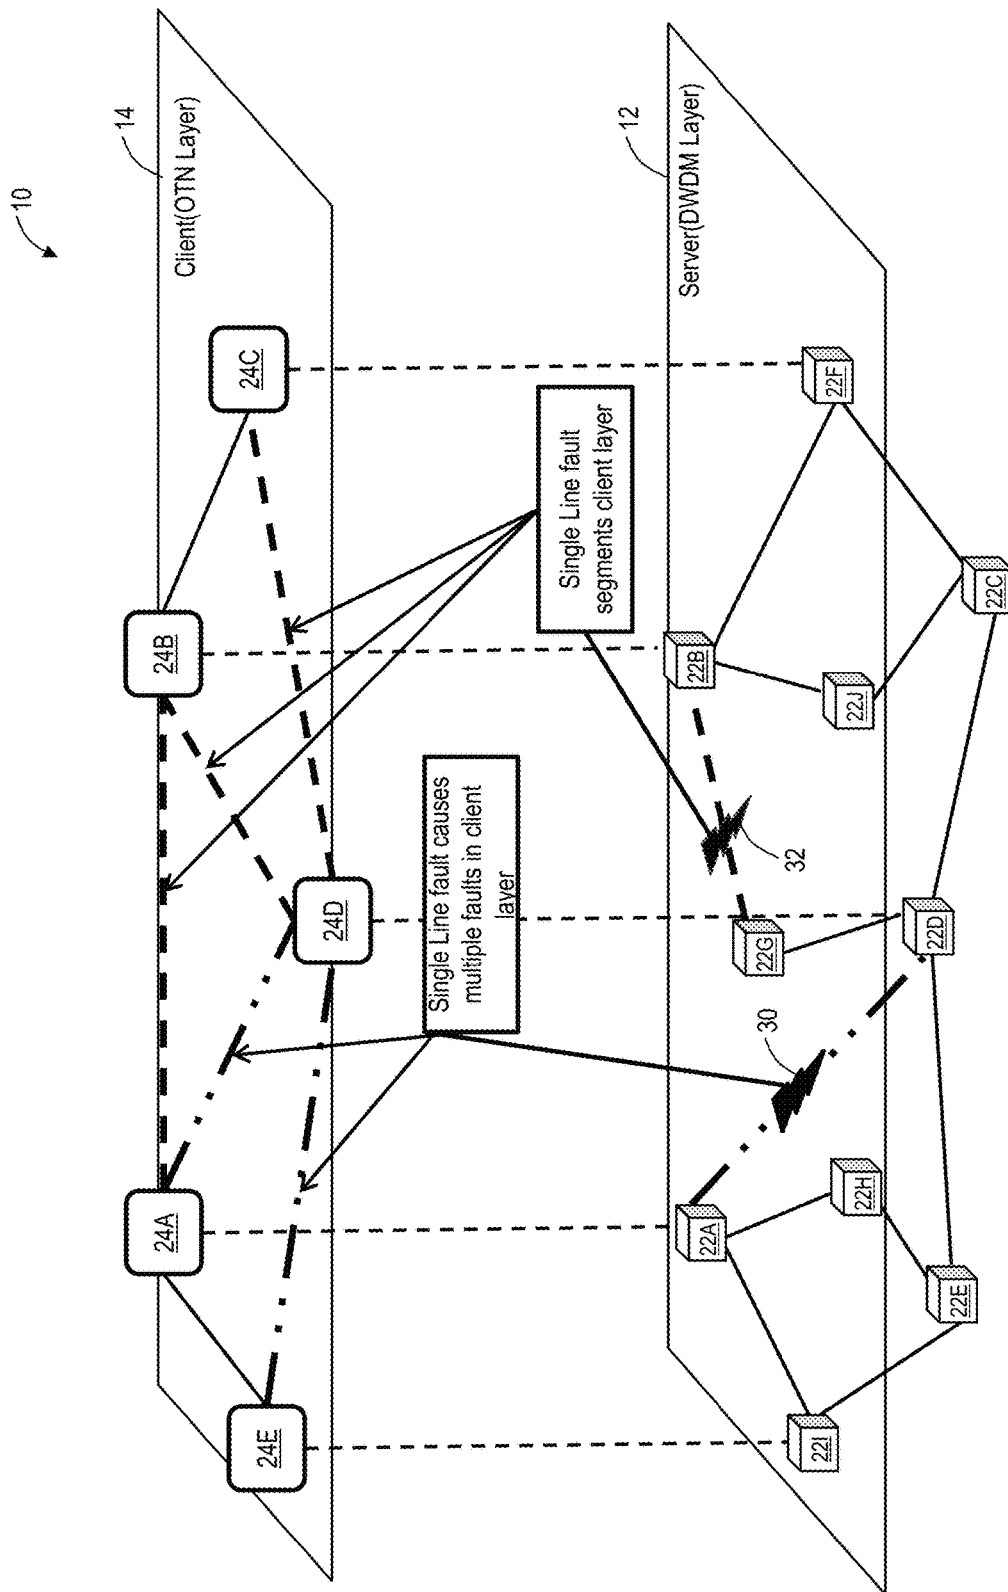 10
14
Client(OTN Layer)
24E
24A
24D
24B
24C
Single Line fault causes
multiple faults in client
layer
Single Line fault
segments client layer
12
Server(DWDM Layer)
30
32
22I
22A
22H
22E
22G
22D
22B
22J
22F
22C